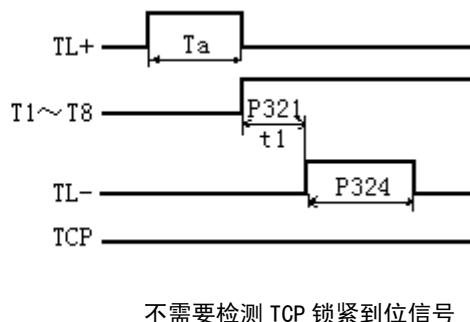 TL+
Ta
T1～T8
P321
t1
TL-
P324
TCP
不需要检测 TCP 锁紧到位信号